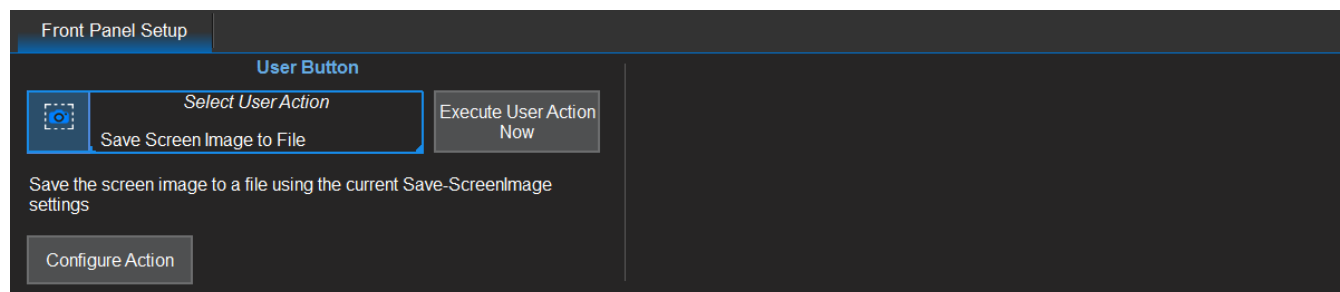 Front Panel Setup
User Button
Select User Action
Save Screen Image to File
Execute User Action
Now
Save the screen image to a file using the current Save-ScreenImage
settings
Configure Action